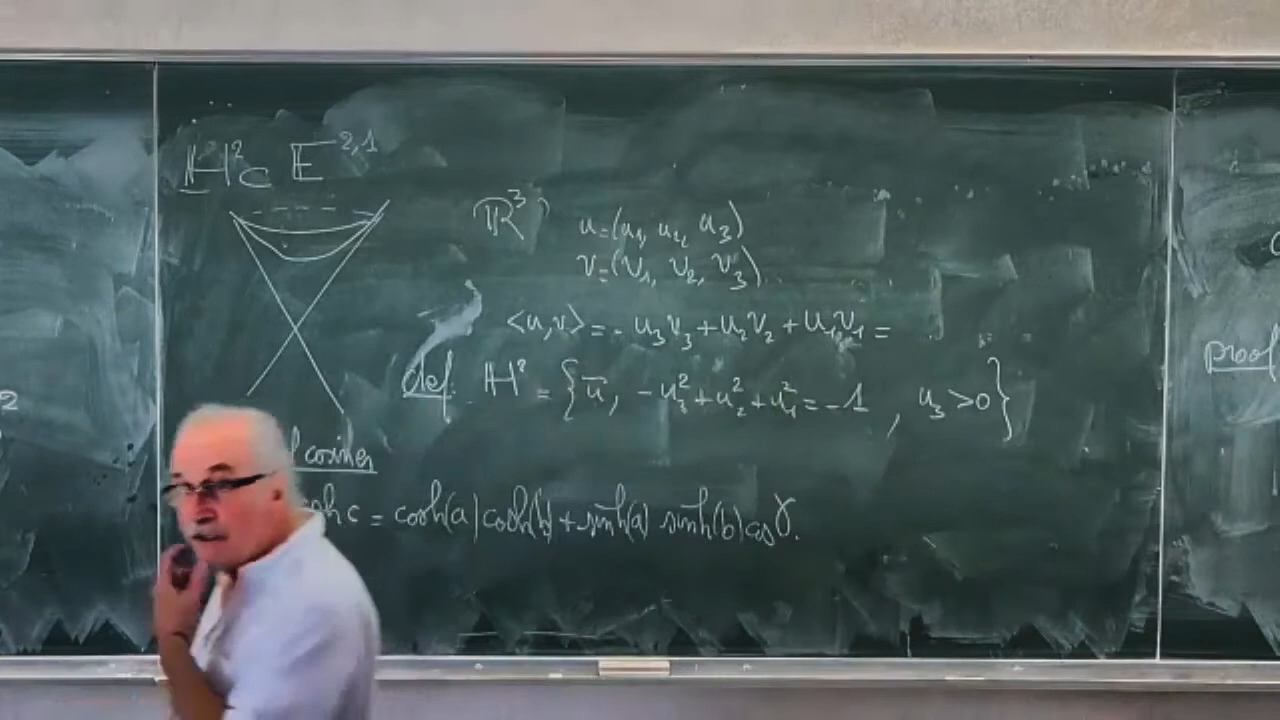 ℍ² ⊂ 𝔼^{2,1}
ℝ³ u=(u₁, u₂, u₃)
v=(v₁, v₂, v₃)
<u,v> = - u₃v₃ + u₂v₂ + u₁v₁ =
def. ℍ² = { u̅, -u₃² + u₂² + u₁² = -1, u₃ > 0 }
proof
2
cosines
c = cosh(a) cosh(b) + sinh(a) sinh(b) cos γ.